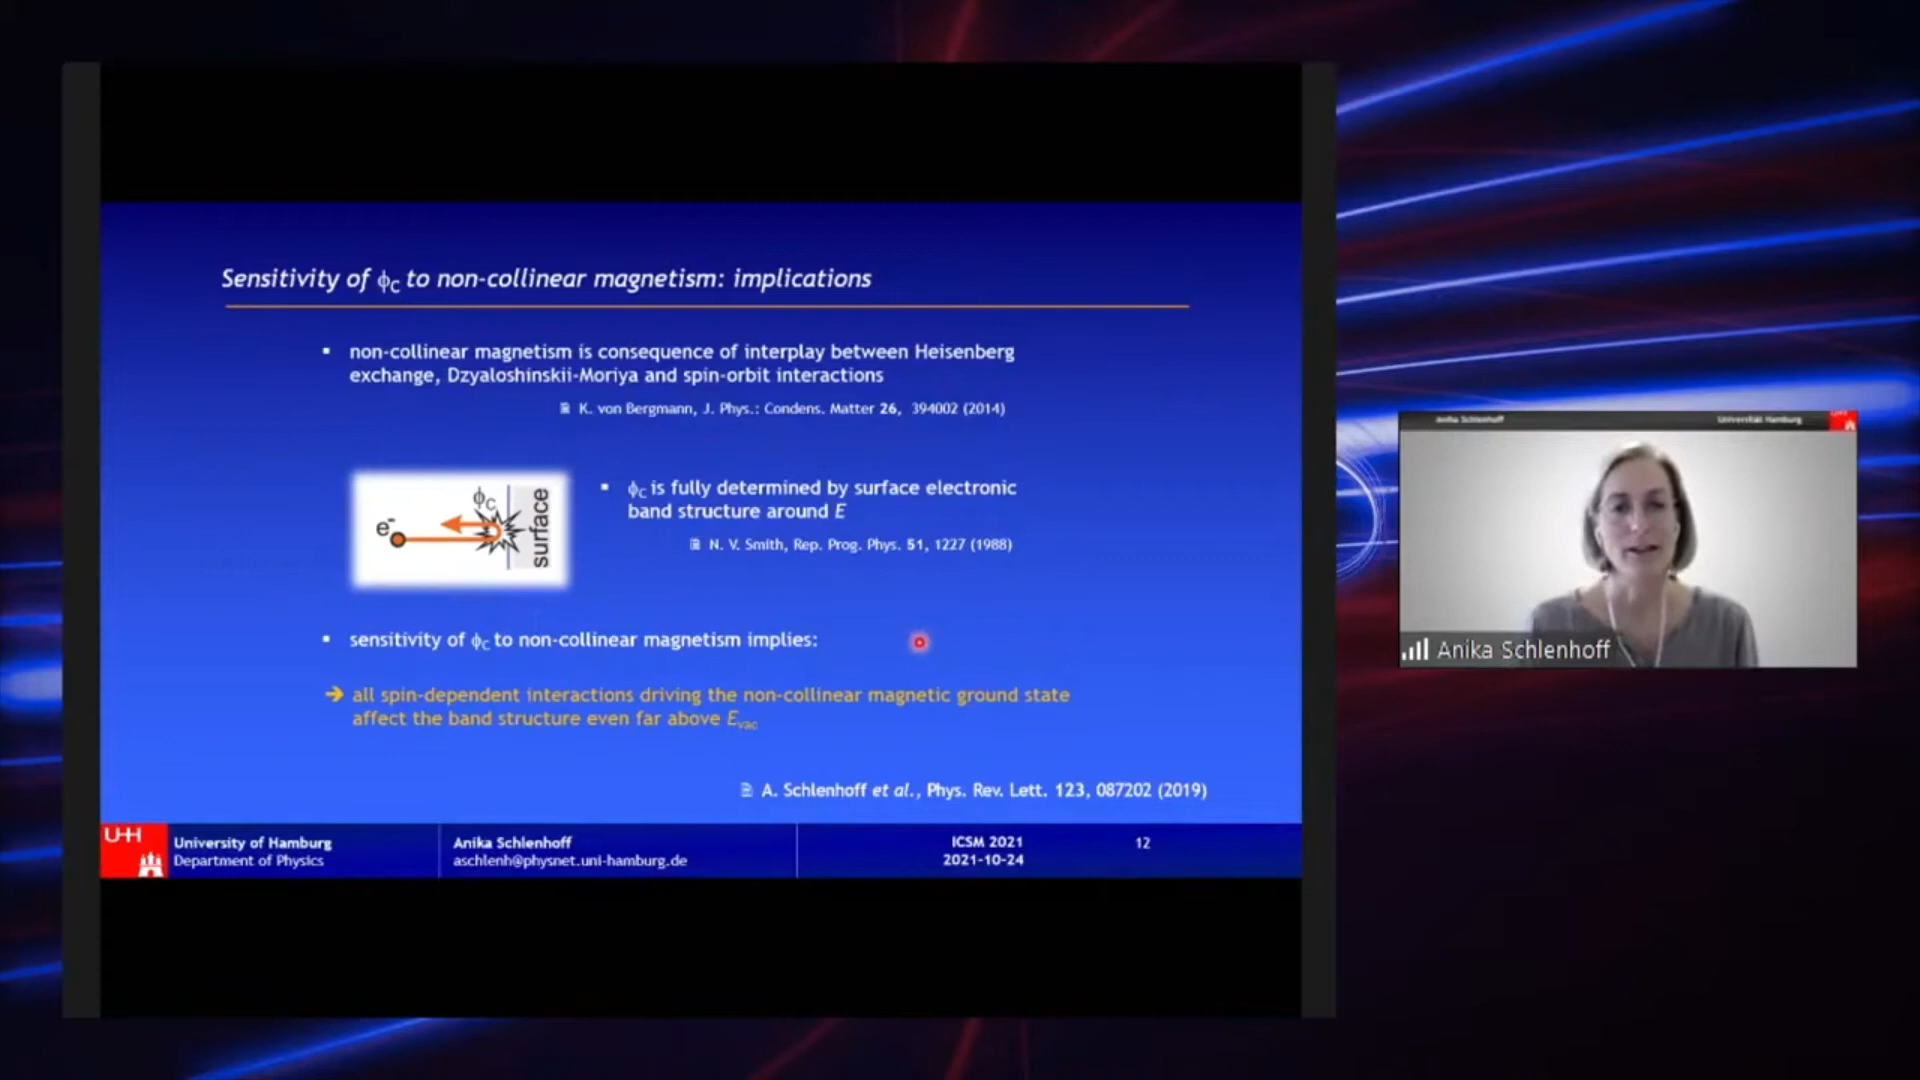 Sensitivity of ϕC to non-collinear magnetism: implications
▪ non-collinear magnetism is consequence of interplay between Heisenberg
exchange, Dzyaloshinskii-Moriya and spin-orbit interactions
K. von Bergmann, J. Phys.: Condens. Matter 26, 394002 (2014)
ϕC
e-
surface
▪ ϕC is fully determined by surface electronic
band structure around E
N. V. Smith, Rep. Prog. Phys. 51, 1227 (1988)
▪ sensitivity of ϕC to non-collinear magnetism implies:
➔ all spin-dependent interactions driving the non-collinear magnetic ground state
affect the band structure even far above Evac
A. Schlenhoff et al., Phys. Rev. Lett. 123, 087202 (2019)
UHH
University of Hamburg
Department of Physics
Anika Schlenhoff
aschlenh@physnet.uni-hamburg.de
ICSM 2021
2021-10-24
12
Anika Schlenhoff
Universität Hamburg
Anika Schlenhoff